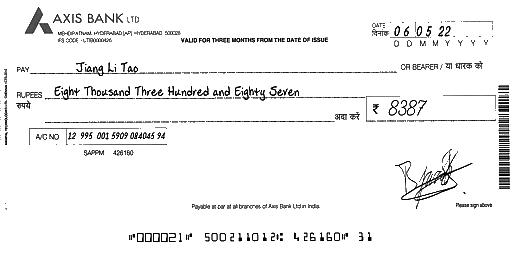 AXIS BANK LTD
MEHDIPATNAM, HYDERABAD (AP) HYDERABAD 500028
IFS CODE - UTIB0000426
VALID FOR THREE MONTHS FROM THE DATE OF ISSUE
DATE
दिनांक 06 05 22
D D M M Y Y Y Y
PAY Jiang Li Tao OR BEARER / या धारक को
RUPEES Eight Thousand Three Hundred and Eighty Seven
रुपये
अदा करें ₹ 8387
A/C NO 12 995 001 5909 084045 94
SAPPM 426160
Payable at par at all branches of Axis Bank Ltd in India.
Please sign above
⑈000021⑈ 500211012⑆ 426160⑈ 31